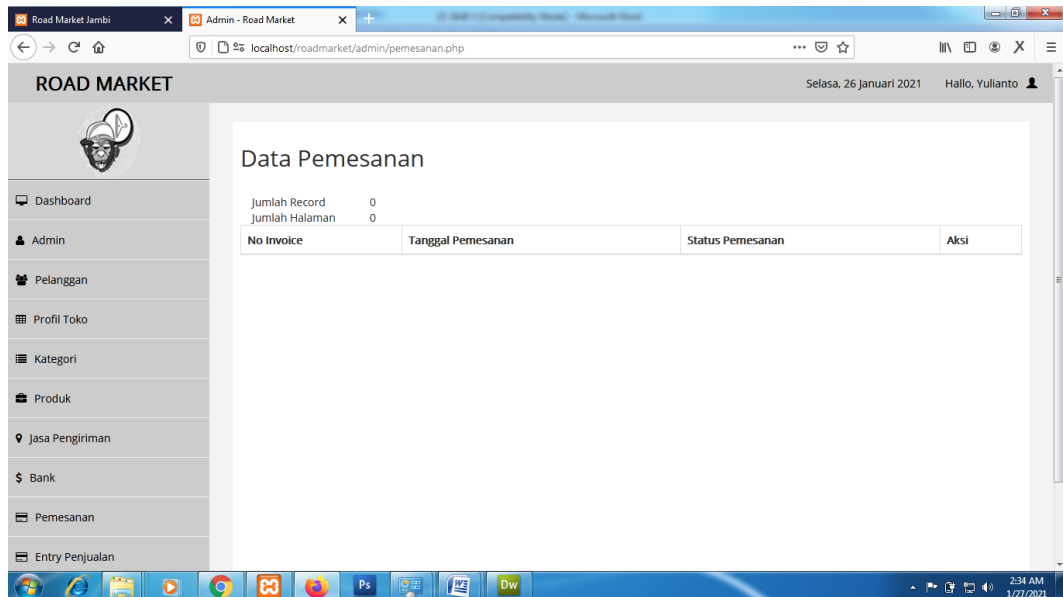 Road Market Jambi
Admin - Road Market
localhost/roadmarket/admin/pemesanan.php
ROAD MARKET
Selasa, 26 Januari 2021
Hallo, Yulianto
Dashboard
Admin
Pelanggan
Profil Toko
Kategori
Produk
Jasa Pengiriman
$ Bank
Pemesanan
Entry Penjualan
Data Pemesanan
Jumlah Record 0
Jumlah Halaman 0
No Invoice Tanggal Pemesanan Status Pemesanan Aksi
Ps
Dw
2:34 AM
1/27/2021